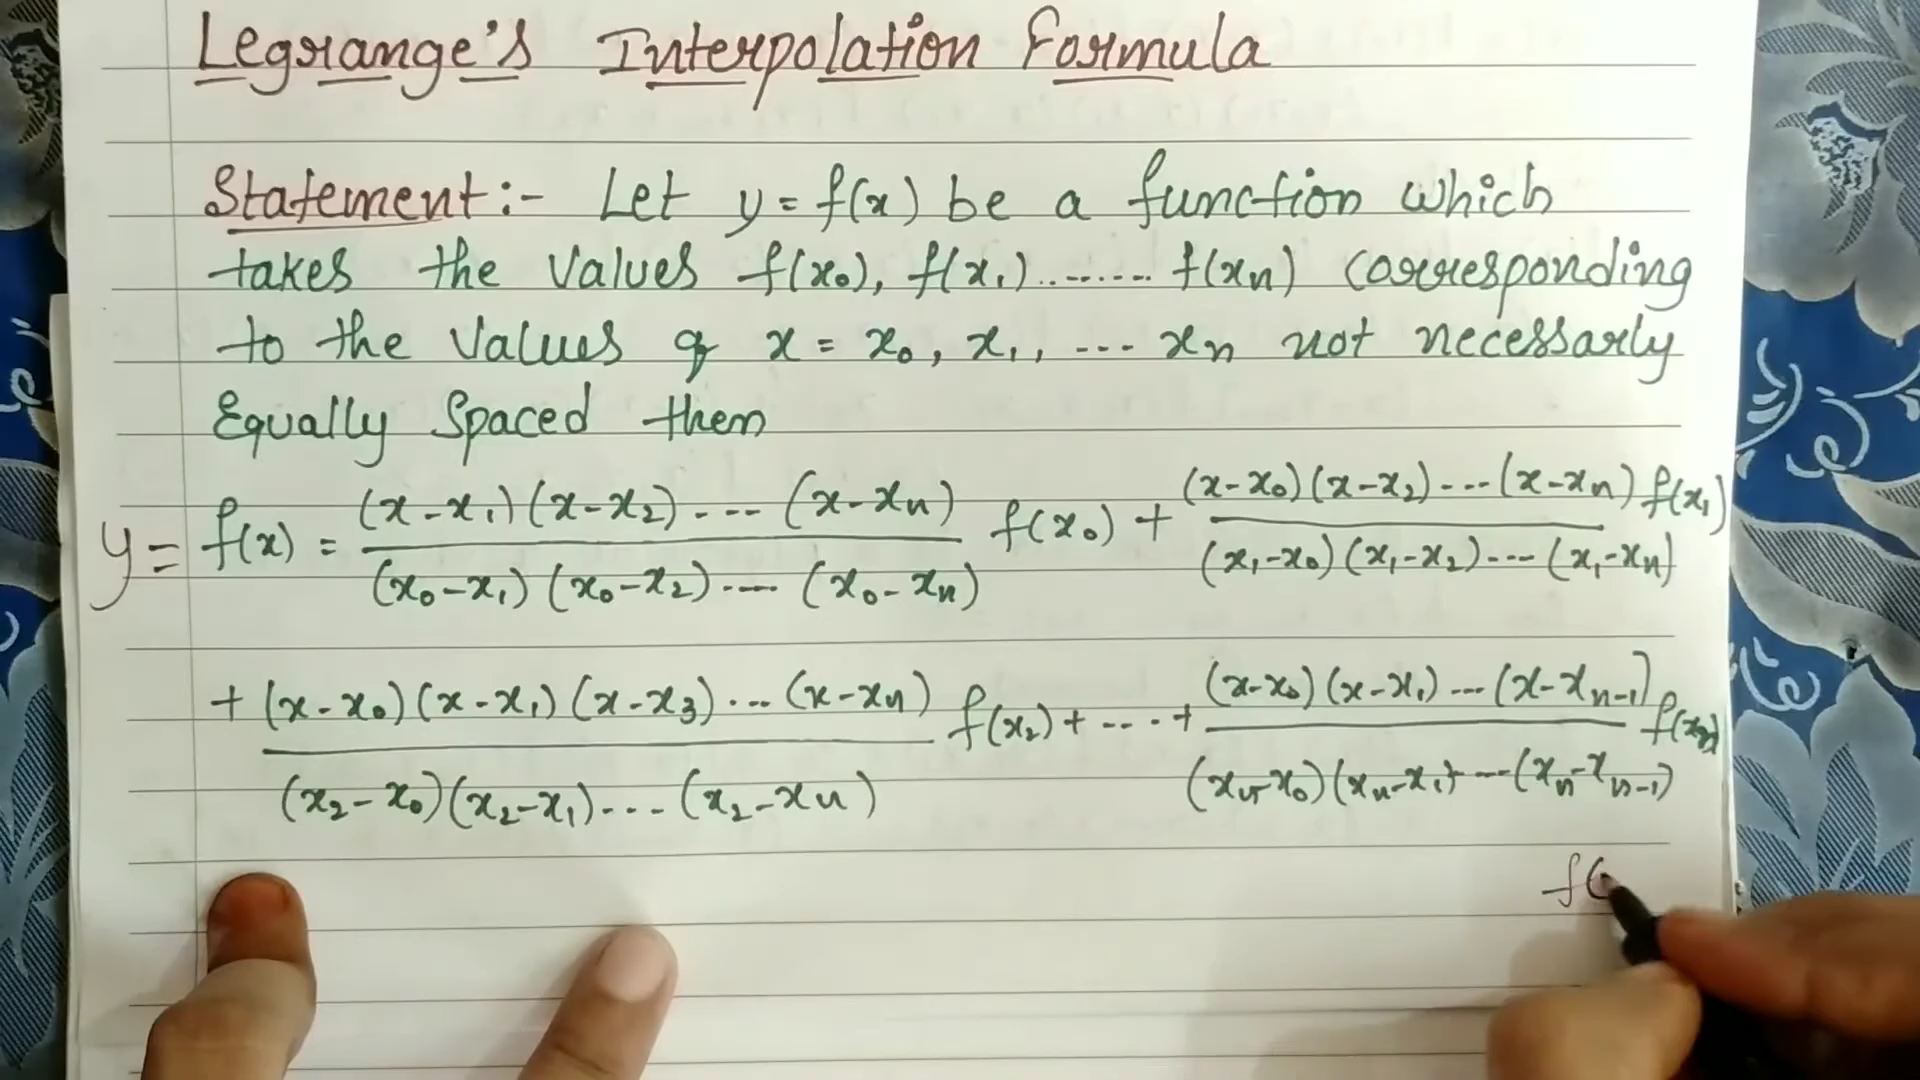 Legrange's Interpolation Formula
Statement:- Let y = f(x) be a function which
takes the values f(x₀), f(x₁)....... f(xₙ) corresponding
to the values of x = x₀, x₁, ... xₙ not necessarly
Equally Spaced then
y = f(x) = (x-x₁)(x-x₂)....(x-xₙ) / (x₀-x₁)(x₀-x₂)....(x₀-xₙ) f(x₀) + (x-x₀)(x-x₂)...(x-xₙ) / (x₁-x₀)(x₁-x₂)...(x₁-xₙ) f(x₁)
+ (x-x₀)(x-x₁)(x-x₃)...(x-xₙ) / (x₂-x₀)(x₂-x₁)...(x₂-xₙ) f(x₂) + .... + (x-x₀)(x-x₁)...(x-xₙ₋₁) / (xₙ-x₀)(xₙ-x₁)...(xₙ-xₙ₋₁) f(xₙ)
f(